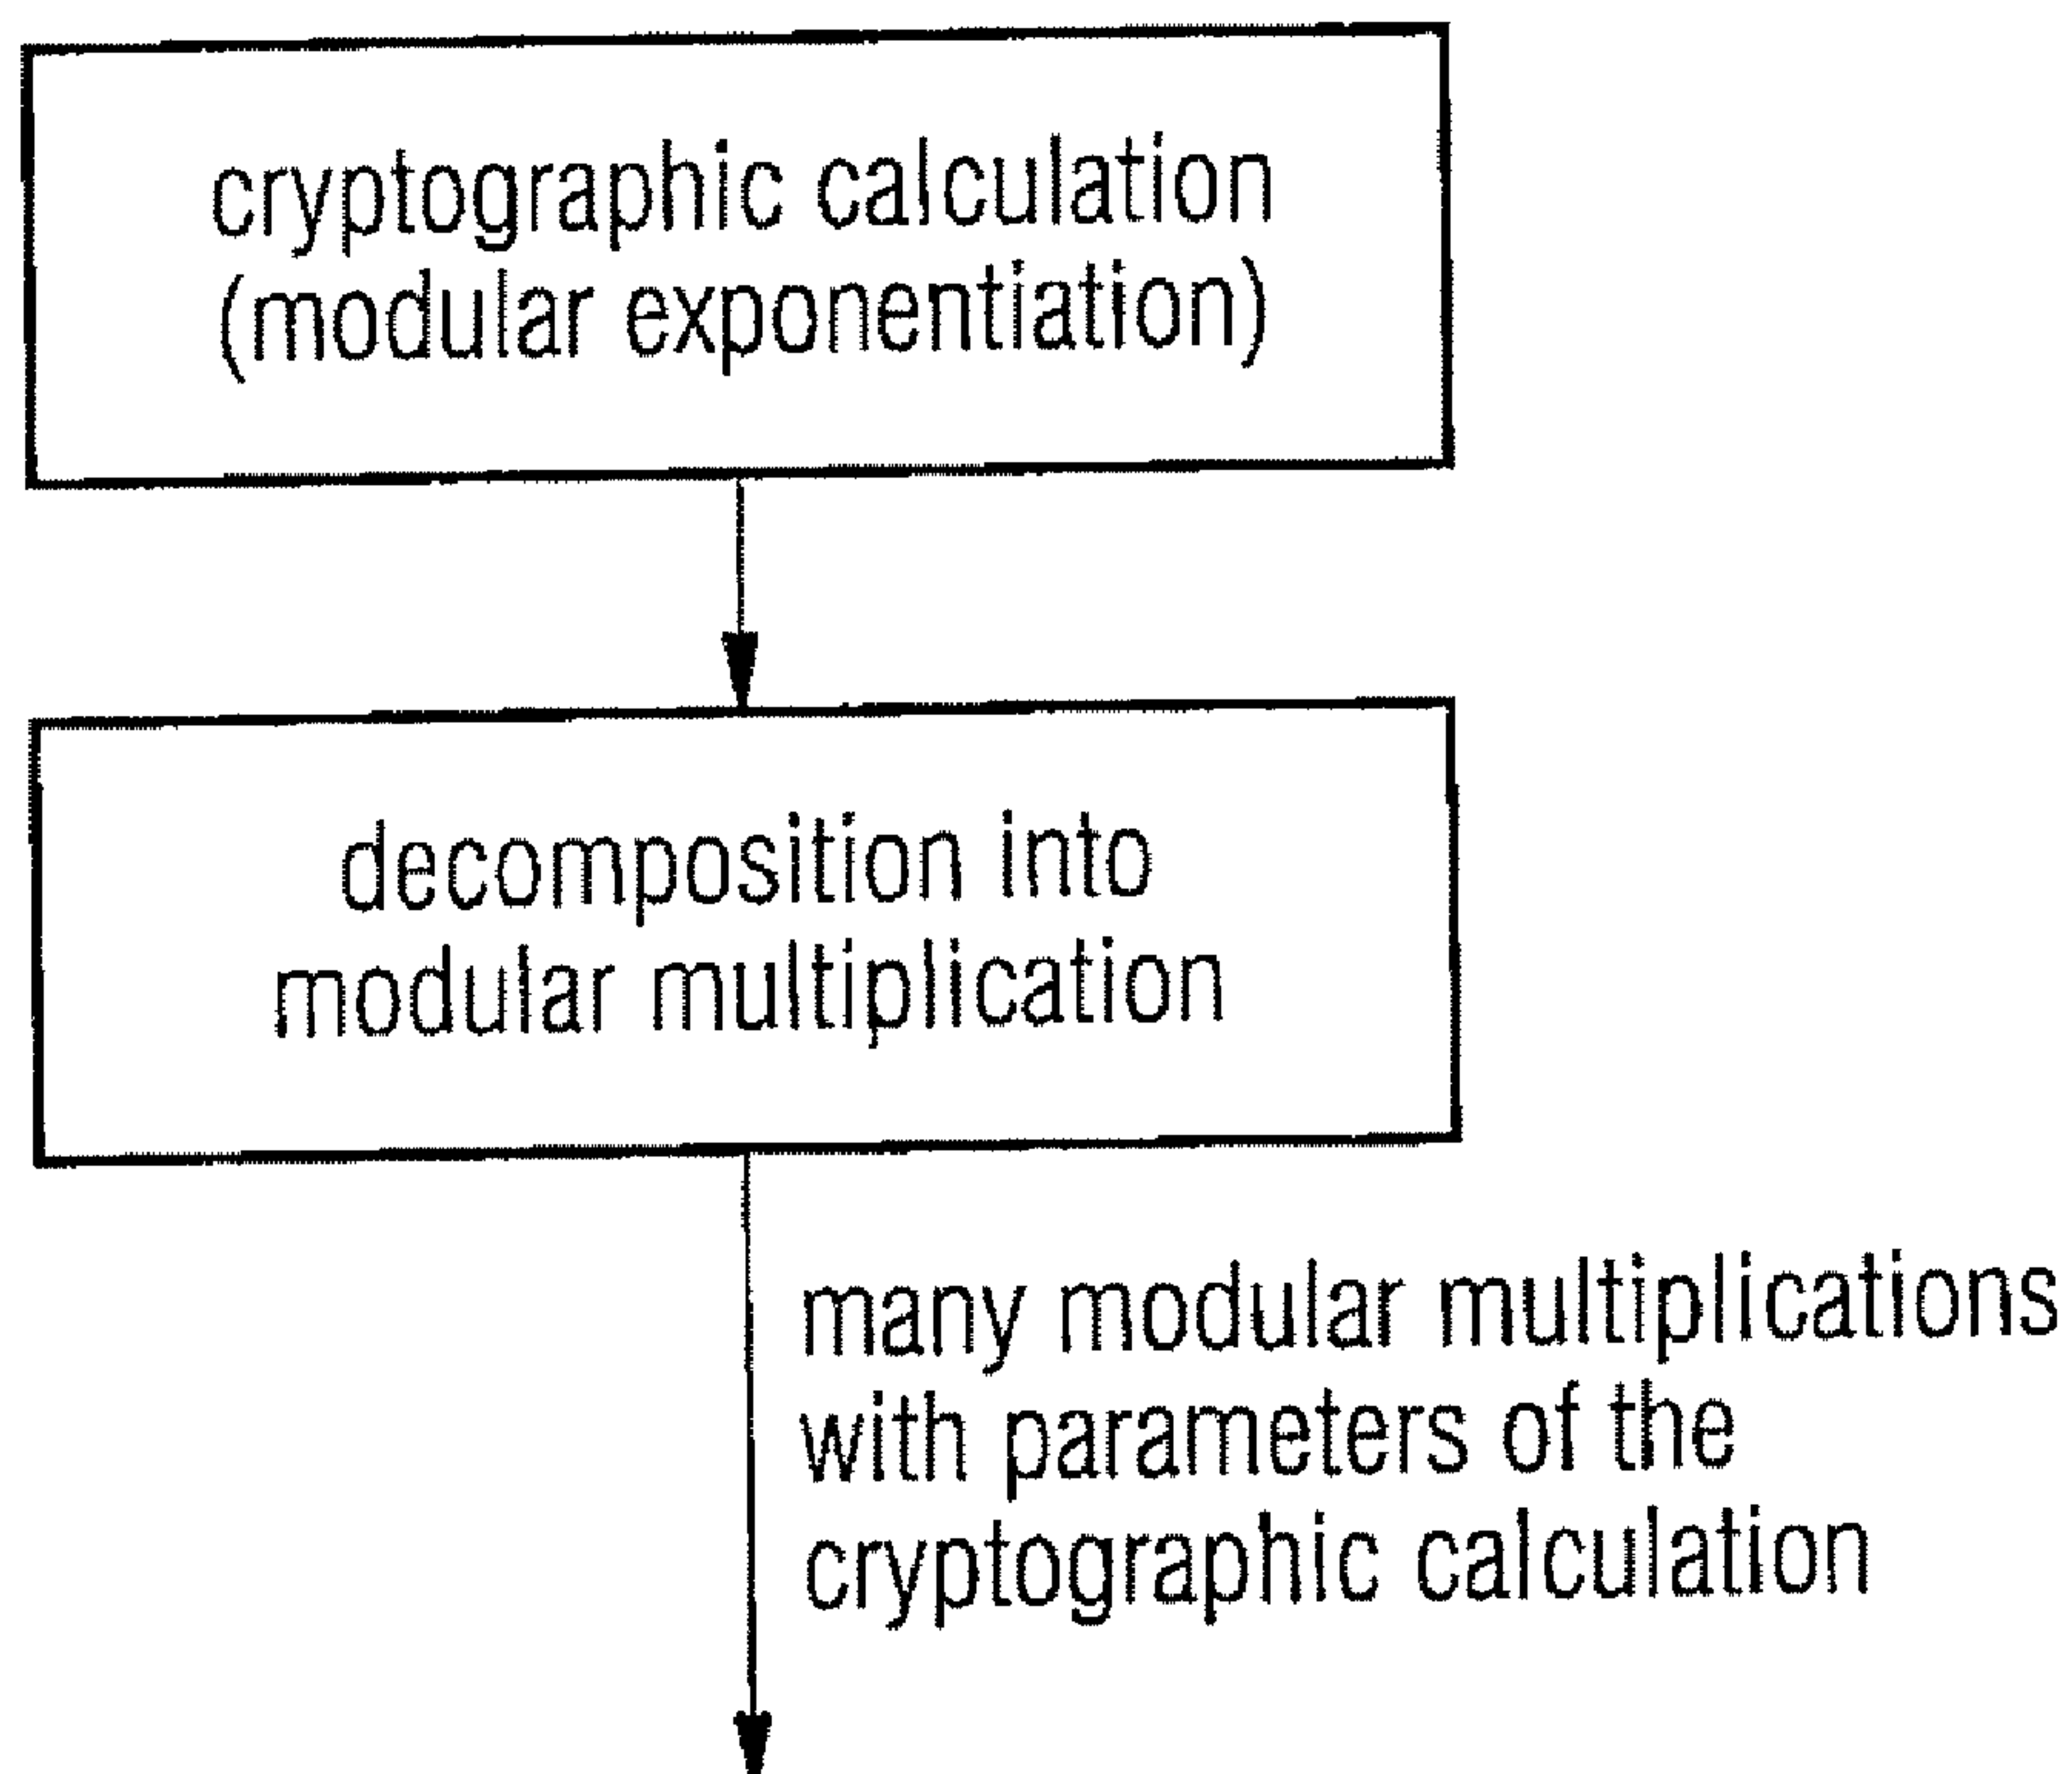 cryptographic calculation
(modular exponentiation)
decomposition into
modular multiplication
many modular multiplications
with parameters of the
cryptographic calculation